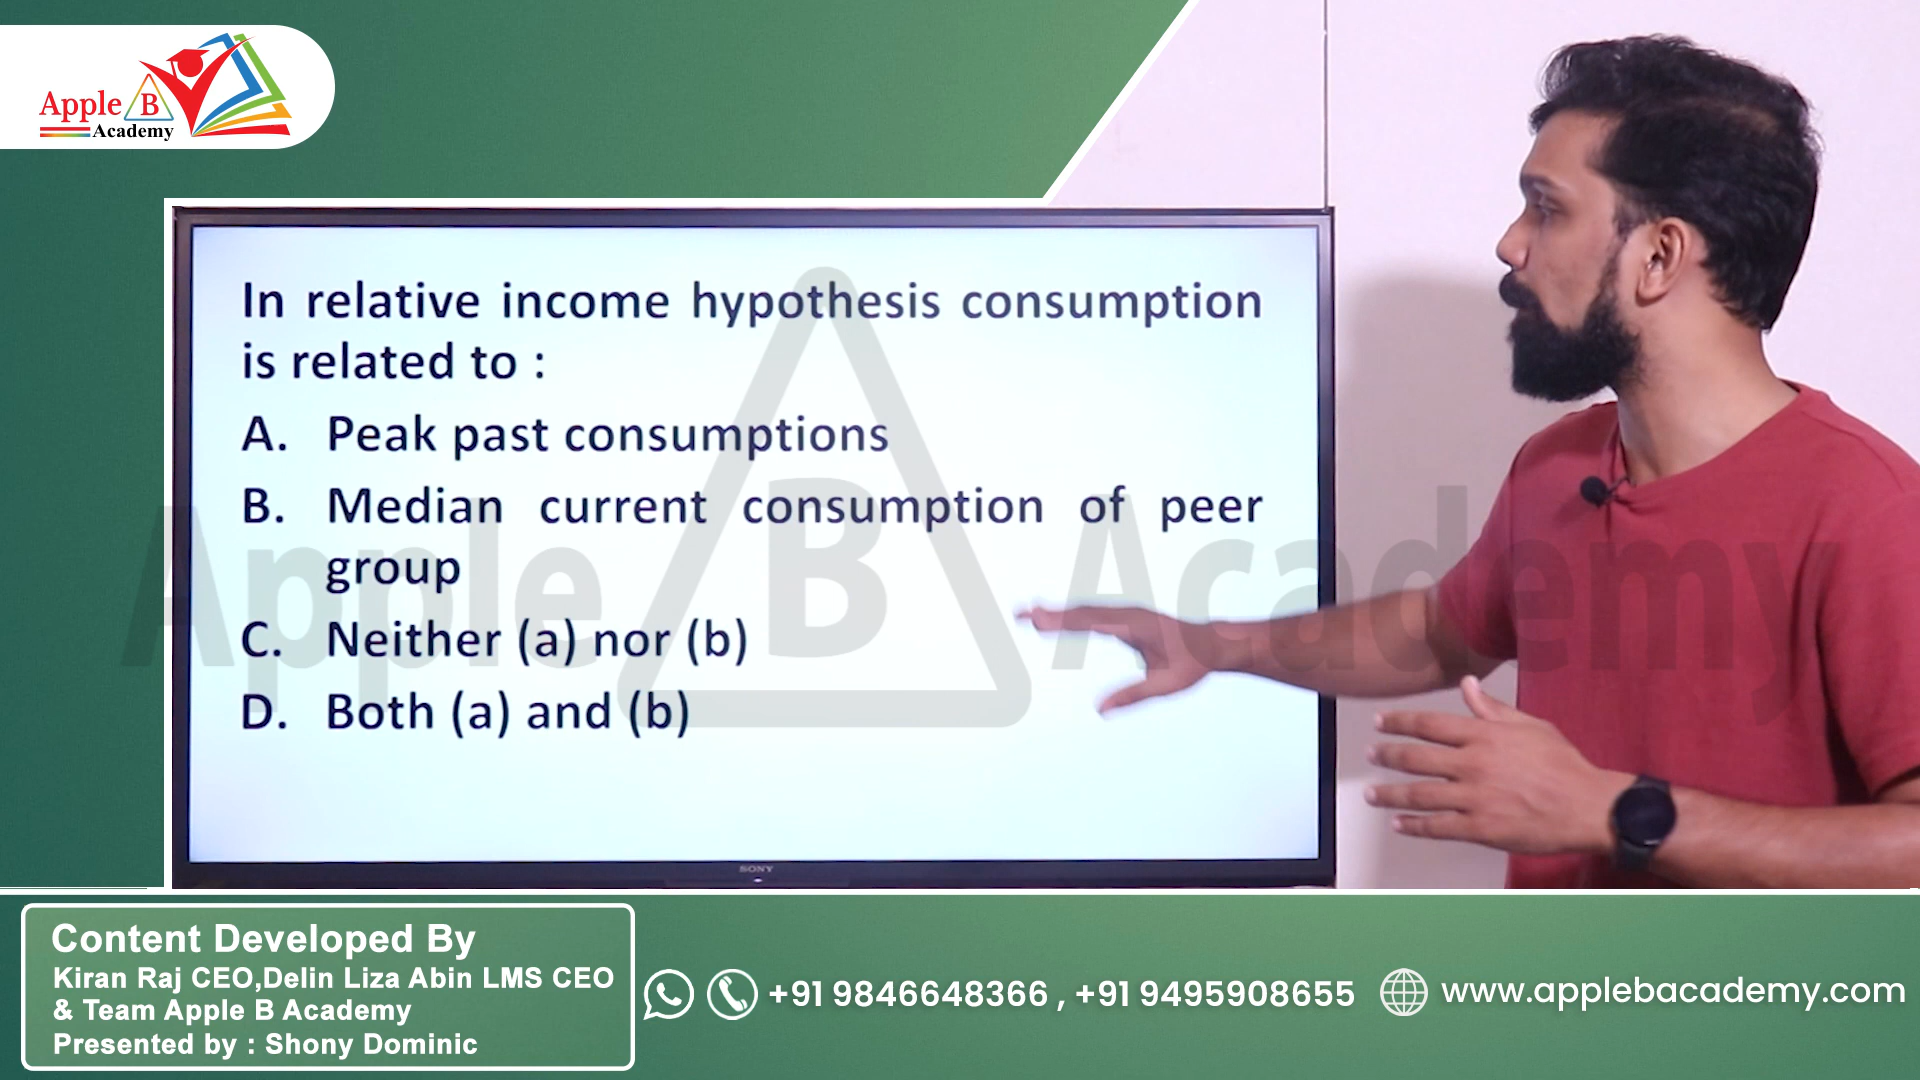 Apple B
Academy
In relative income hypothesis consumption
is related to :
A. Peak past consumptions
B. Median current consumption of peer
group
C. Neither (a) nor (b)
D. Both (a) and (b)
Apple B Academy
SONY
Content Developed By
Kiran Raj CEO,Delin Liza Abin LMS CEO
& Team Apple B Academy
Presented by : Shony Dominic
+91 9846648366 , +91 9495908655
www.applebacademy.com